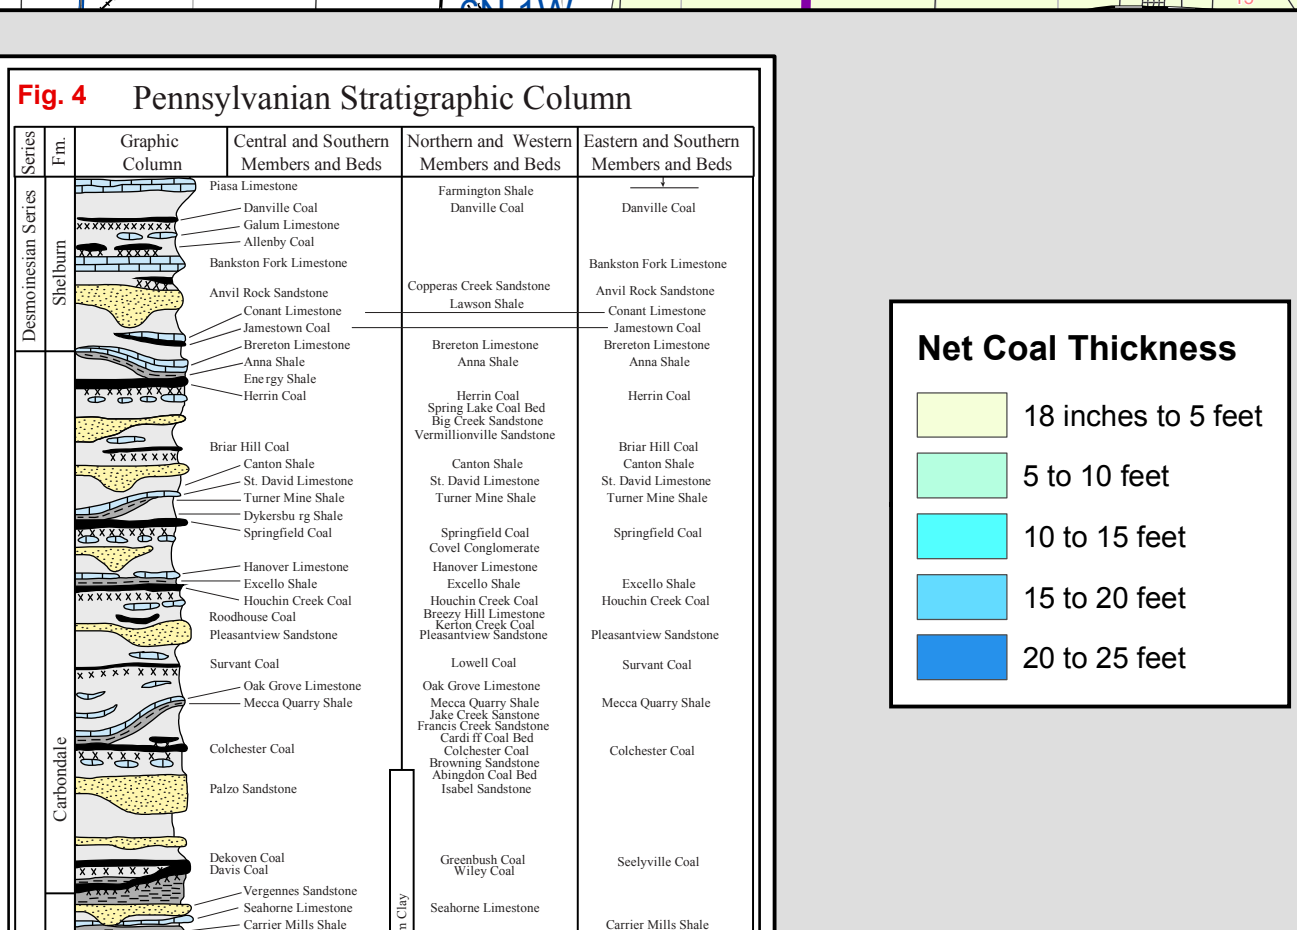 6N 1W
Fig. 4 Pennsylvanian Stratigraphic Column
Series
Fm.
Graphic Column
Central and Southern Members and Beds
Northern and Western Members and Beds
Eastern and Southern Members and Beds
Desmoinesian Series
Shelburn
Carbondale
Piasa Limestone
Danville Coal
Galum Limestone
Allenby Coal
Bankston Fork Limestone
Anvil Rock Sandstone
Conant Limestone
Jamestown Coal
Brereton Limestone
Anna Shale
Energy Shale
Herrin Coal
Briar Hill Coal
Canton Shale
St. David Limestone
Turner Mine Shale
Dykersbu rg Shale
Springfield Coal
Hanover Limestone
Excello Shale
Houchin Creek Coal
Roodhouse Coal
Pleasantview Sandstone
Survant Coal
Oak Grove Limestone
Mecca Quarry Shale
Colchester Coal
Palzo Sandstone
Dekoven Coal
Davis Coal
Vergennes Sandstone
Seahorne Limestone
Carrier Mills Shale
Farmington Shale
Danville Coal
Copperas Creek Sandstone
Lawson Shale
Brereton Limestone
Anna Shale
Herrin Coal
Spring Lake Coal Bed
Big Creek Sandstone
Vermillionville Sandstone
Canton Shale
St. David Limestone
Turner Mine Shale
Springfield Coal
Covel Conglomerate
Hanover Limestone
Excello Shale
Houchin Creek Coal
Breezy Hill Limestone
Kerton Creek Coal
Pleasantview Sandstone
Lowell Coal
Oak Grove Limestone
Mecca Quarry Shale
Jake Creek Sanstone
Francis Creek Sandstone
Cardi ff Coal Bed
Colchester Coal
Browning Sandstone
Abingdon Coal Bed
Isabel Sandstone
Greenbush Coal
Wiley Coal
Seahorne Limestone
Clay
Danville Coal
Bankston Fork Limestone
Anvil Rock Sandstone
Conant Limestone
Jamestown Coal
Brereton Limestone
Anna Shale
Herrin Coal
Briar Hill Coal
Canton Shale
St. David Limestone
Turner Mine Shale
Springfield Coal
Excello Shale
Houchin Creek Coal
Pleasantview Sandstone
Survant Coal
Mecca Quarry Shale
Colchester Coal
Seelyville Coal
Carrier Mills Shale
Net Coal Thickness
18 inches to 5 feet
5 to 10 feet
10 to 15 feet
15 to 20 feet
20 to 25 feet